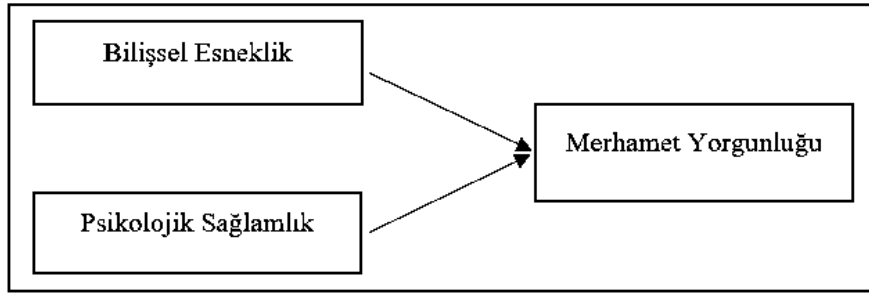 Bilişsel Esneklik
Merhamet Yorgunluğu
Psikolojik Sağlamlık